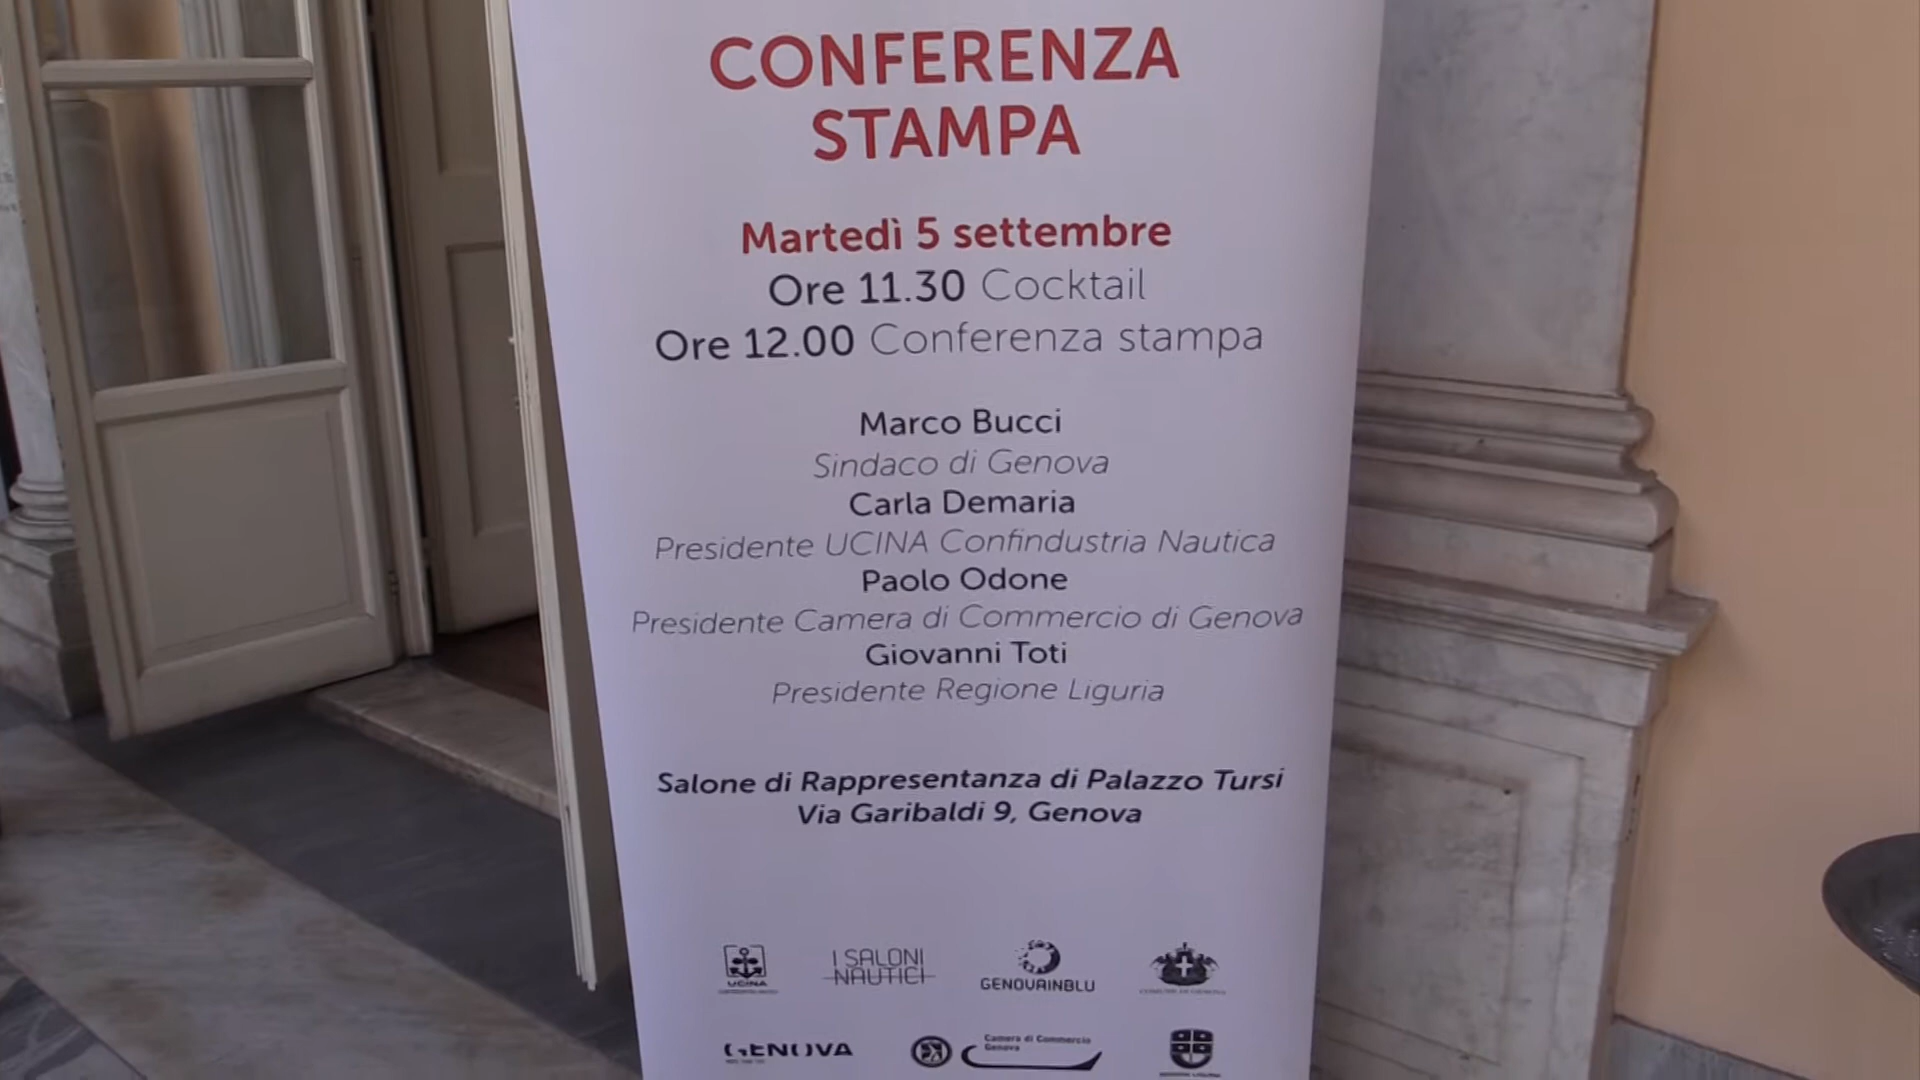 CONFERENZA
STAMPA
Martedì 5 settembre
Ore 11.30 Cocktail
Ore 12.00 Conferenza stampa
Marco Bucci
Sindaco di Genova
Carla Demaria
Presidente UCINA Confindustria Nautica
Paolo Odone
Presidente Camera di Commercio di Genova
Giovanni Toti
Presidente Regione Liguria
Salone di Rappresentanza di Palazzo Tursi
Via Garibaldi 9, Genova
UCINA
I SALONI
NAUTICI
GENOVAINBLU
GENOVA
Camera di Commercio
Genova